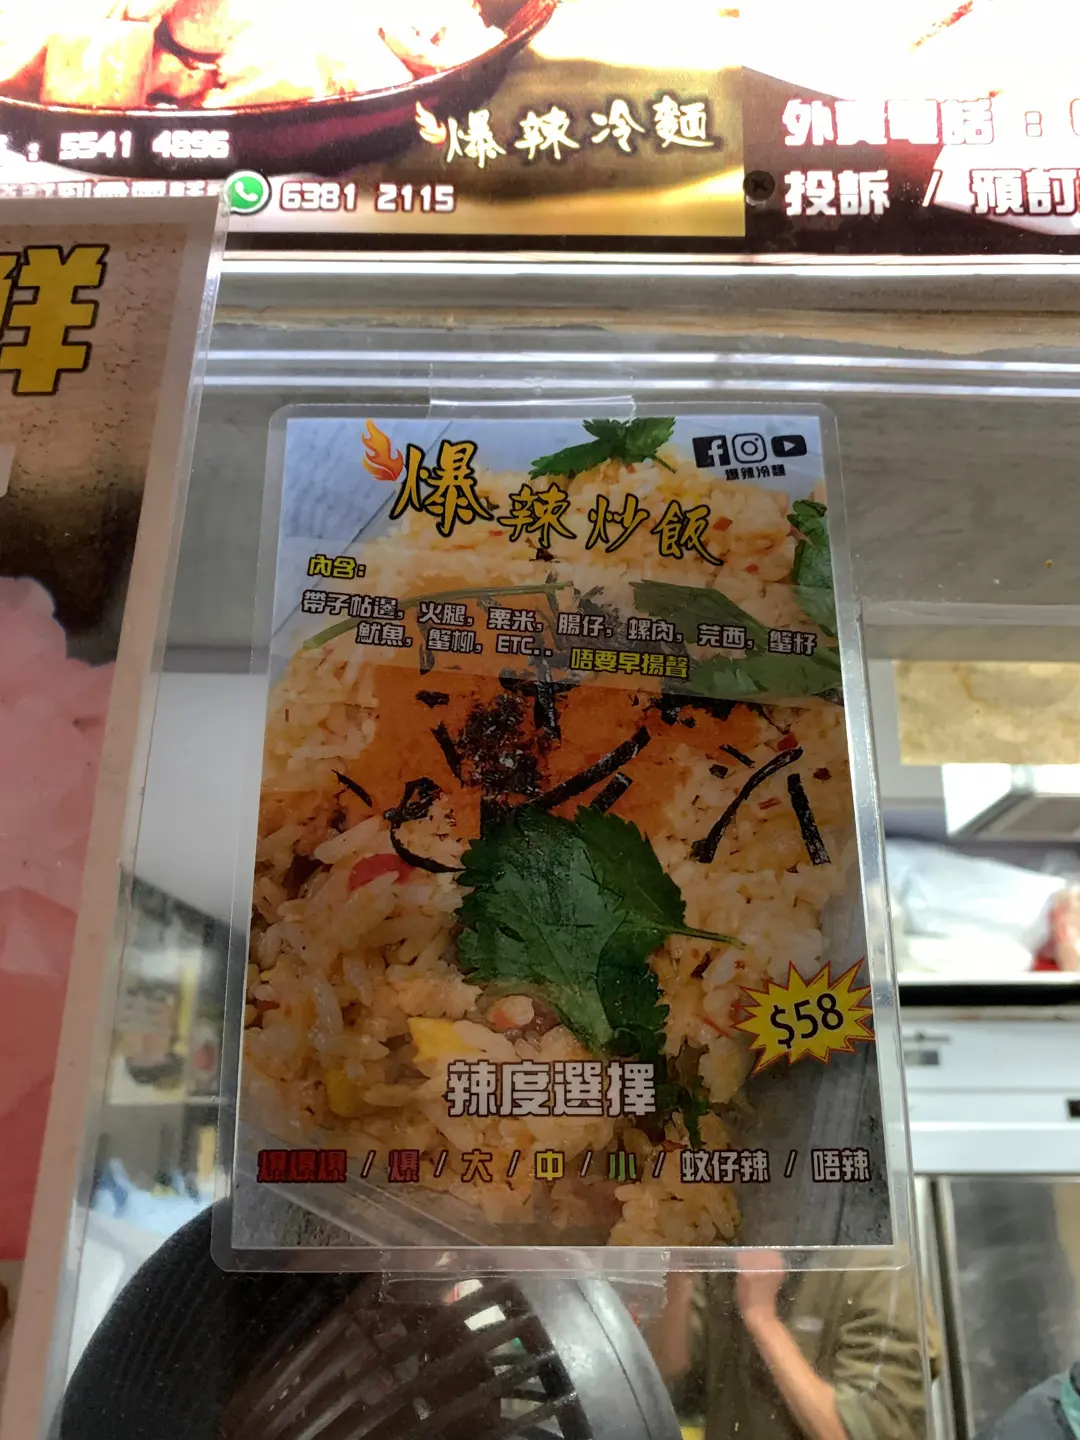 : 5541 4896
爆辣冷麵
6381 2115
外賣電話：
投訴 / 預訂
鮮
爆辣炒飯
爆辣冷麵
內含:
帶子帖邊, 火腿, 粟米, 腸仔, 螺肉, 芫西, 蟹籽
魷魚, 蟹柳, ETC.. 唔要早揚聲
$58
辣度選擇
爆爆爆 / 爆 / 大 / 中 / 小 / 蚊仔辣 / 唔辣